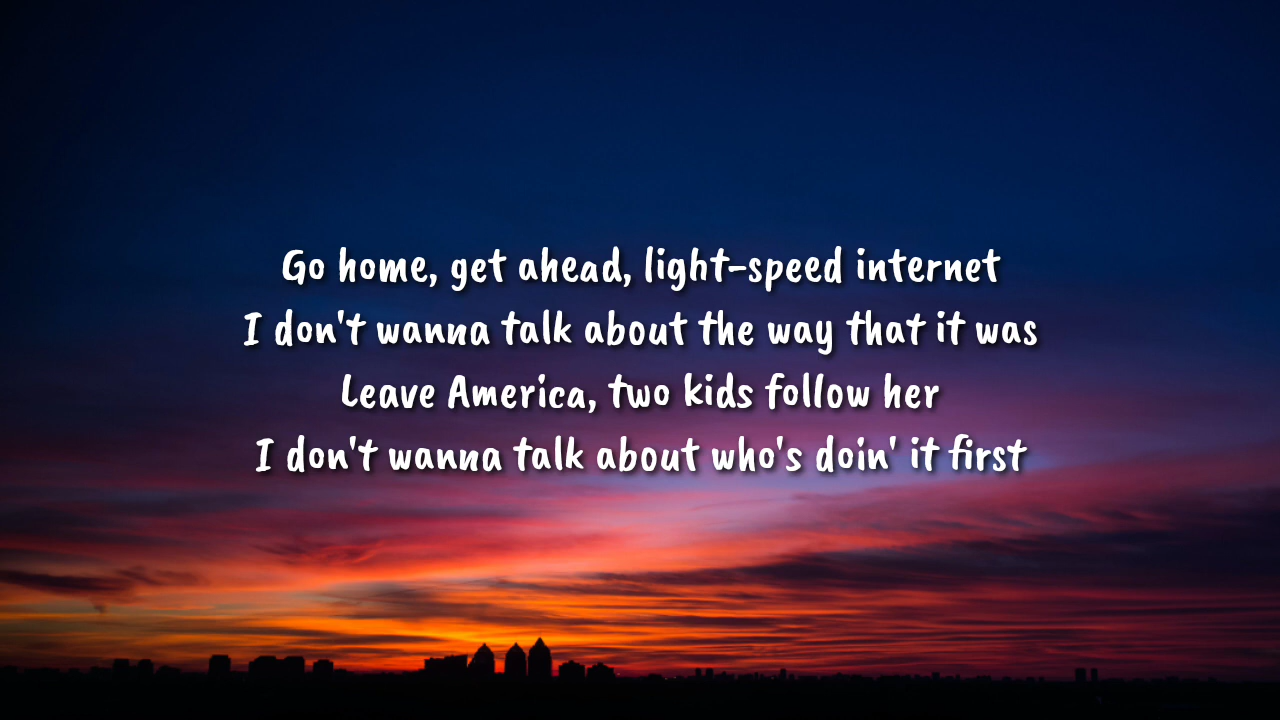 Go home, get ahead, light-speed internet
I don't wanna talk about the way that it was
Leave America, two kids follow her
I don't wanna talk about who's doin' it first